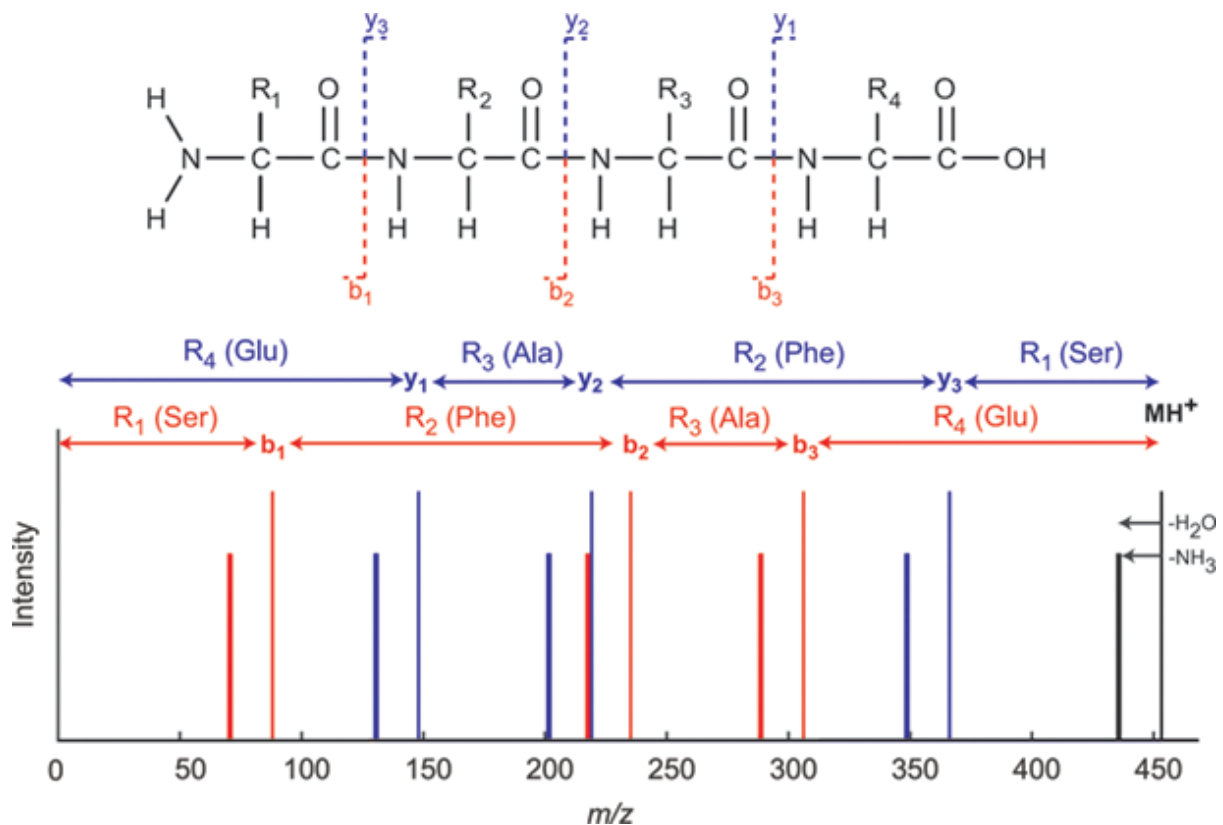 y3 y2 y1
H R1 O R2 O R3 O R4 O
N C C N C C N C C N C C OH
H H H H H H H H
b1 b2 b3
R4 (Glu) y1 R3 (Ala) y2 R2 (Phe) y3 R1 (Ser)
R1 (Ser) b1 R2 (Phe) b2 R3 (Ala) b3 R4 (Glu) MH+
-H2O
-NH3
Intensity
0 50 100 150 200 250 300 350 400 450
m/z